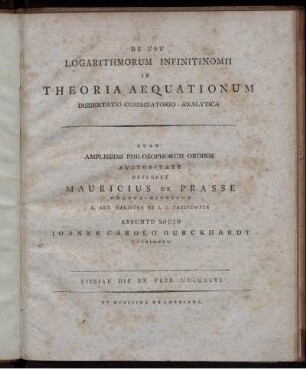 DE USU
LOGARITHMORUM INFINITINOMII
IN
THEORIA AEQUATIONUM
DISSERTATIO COMBINATORIO-ANALYTICA
QUAM
AMPLISSIMI PHILOSOPHORUM ORDINIS
AUCTORITATE
DEFENDET
MAURICIUS DE PRASSE
A. ART. MAGISTER ET I. U. CANDIDATUS
ASSUMTO SOCIO
IOANNE CAROLO BURCKHARDT
LIPSIAE DIE XX FEBR. MDCCXCVI.
EX OFFICINA